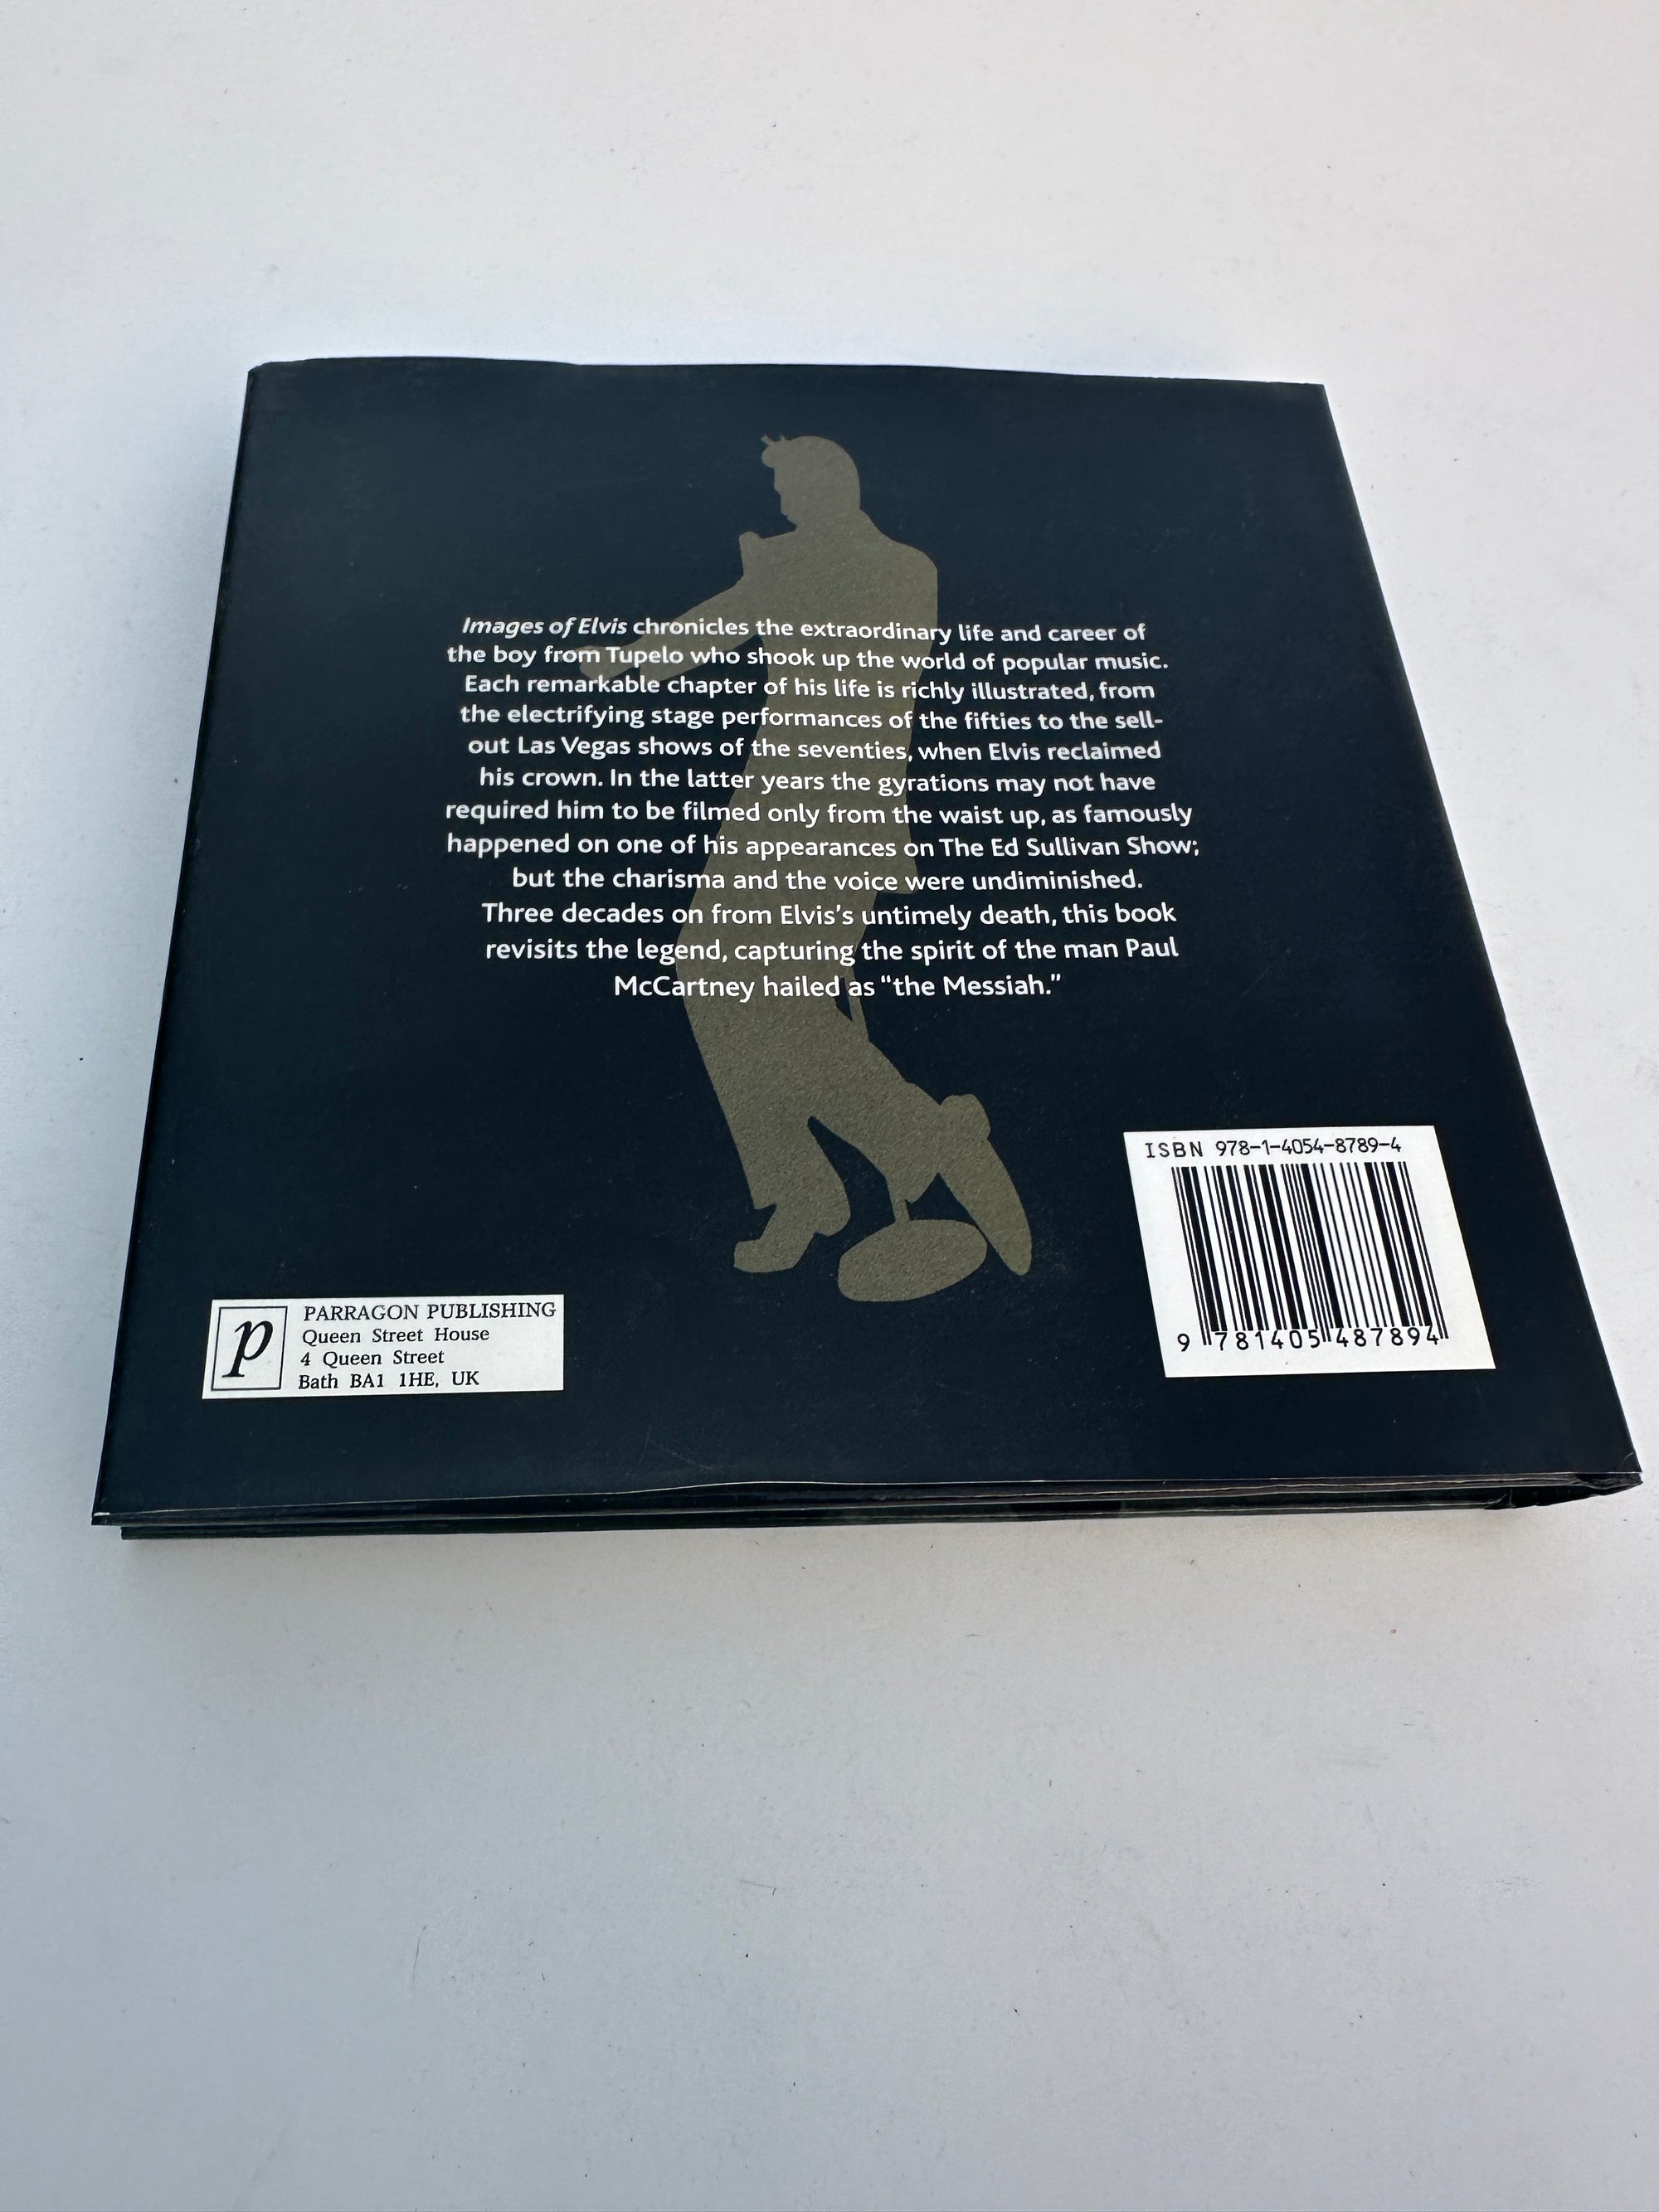 Images of Elvis chronicles the extraordinary life and career of
the boy from Tupelo who shook up the world of popular music.
Each remarkable chapter of his life is richly illustrated, from
the electrifying stage performances of the fifties to the sell-
out Las Vegas shows of the seventies, when Elvis reclaimed
his crown. In the latter years the gyrations may not have
required him to be filmed only from the waist up, as famously
happened on one of his appearances on The Ed Sullivan Show;
but the charisma and the voice were undiminished.
Three decades on from Elvis’s untimely death, this book
revisits the legend, capturing the spirit of the man Paul
McCartney hailed as “the Messiah.”
ISBN 978-1-4054-8789-4
9 781405 487894
p
PARRAGON PUBLISHING
Queen Street House
4 Queen Street
Bath BA1 1HE, UK